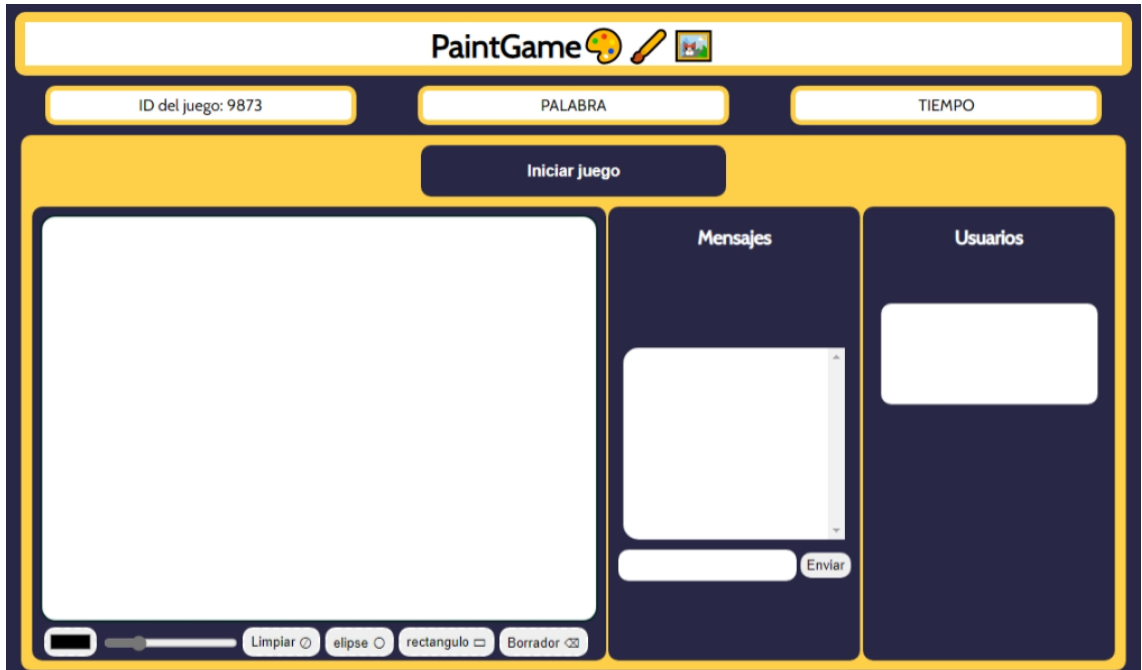 PaintGame
ID del juego: 9873
PALABRA
TIEMPO
Iniciar juego
Mensajes
Usuarios
Enviar
Limpiar
elipse
rectangulo
Borrador